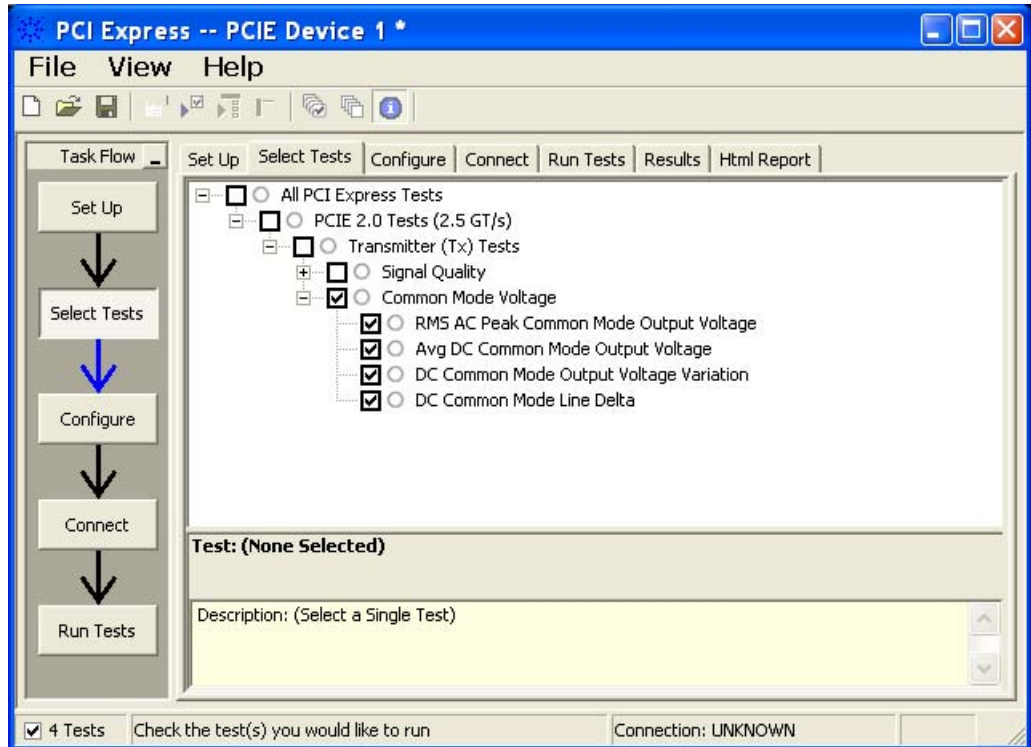 PCI Express -- PCIE Device 1 *
File View Help
Task Flow
Set Up
Select Tests
Configure
Connect
Run Tests
Set Up Select Tests Configure Connect Run Tests Results Html Report
All PCI Express Tests
PCIE 2.0 Tests (2.5 GT/s)
Transmitter (Tx) Tests
Signal Quality
Common Mode Voltage
RMS AC Peak Common Mode Output Voltage
Avg DC Common Mode Output Voltage
DC Common Mode Output Voltage Variation
DC Common Mode Line Delta
Test: (None Selected)
Description: (Select a Single Test)
4 Tests Check the test(s) you would like to run Connection: UNKNOWN